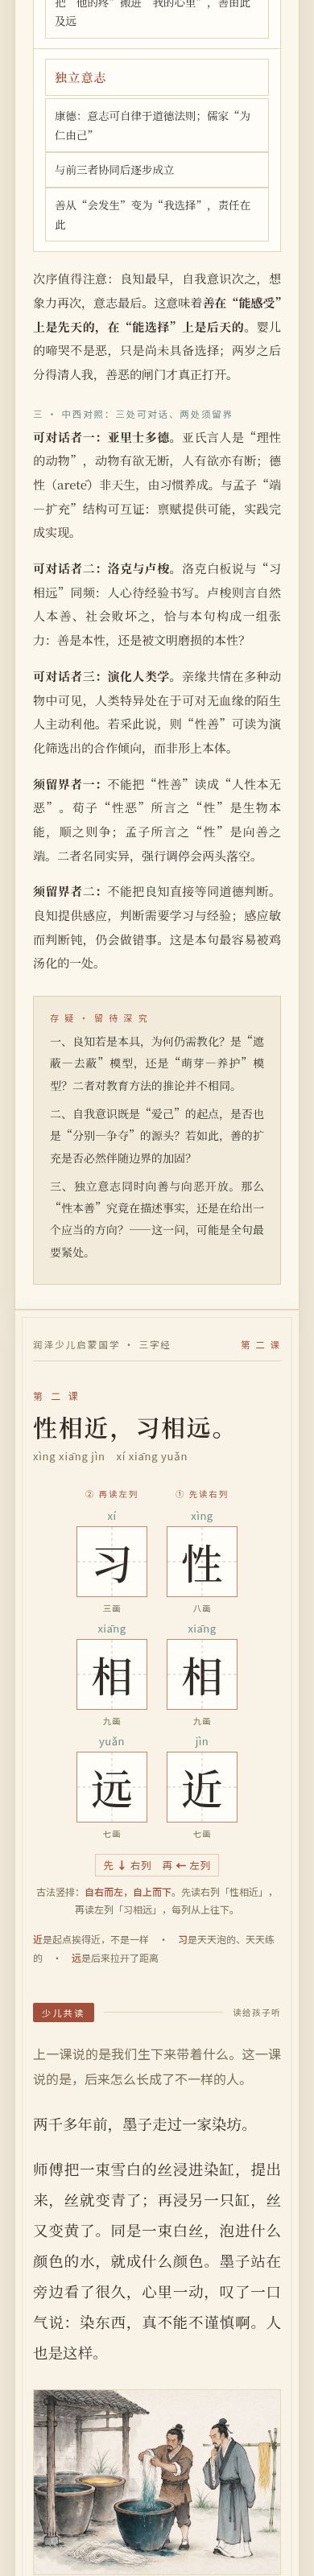 把“他的疼”搬进“我的心里”，善由此
及远
独立意志
康德：意志可自律于道德法则；儒家“为
仁由己”
与前三者协同后逐步成立
善从“会发生”变为“我选择”，责任在
此
次序值得注意：良知最早，自我意识次之，想
象力再次，意志最后。这意味着善在“能感受”
上是先天的，在“能选择”上是后天的。婴儿
的啼哭不是恶，只是尚未具备选择；两岁之后
分得清人我，善恶的闸门才真正打开。
三 · 中西对照：三处可对话、两处须留界
可对话者一：亚里士多德。亚氏言人是“理性
的动物”，动物有欲无断，人有欲亦有断；德
性（arete）非天生，由习惯养成。与孟子“端
—扩充”结构可互证：禀赋提供可能，实践完
成实现。
可对话者二：洛克与卢梭。洛克白板说与“习
相远”同频：人心待经验书写。卢梭则言自然
人本善、社会败坏之，恰与本句构成一组张
力：善是本性，还是被文明磨损的本性？
可对话者三：演化人类学。亲缘共情在多种动
物中可见，人类特异处在于可对无血缘的陌生
人主动利他。若采此说，则“性善”可读为演
化筛选出的合作倾向，而非形上本体。
须留界者一：不能把“性善”读成“人性本无
恶”。荀子“性恶”所言之“性”是生物本
能，顺之则争；孟子所言之“性”是向善之
端。二者名同实异，强行调停会两头落空。
须留界者二：不能把良知直接等同道德判断。
良知提供感应，判断需要学习与经验；感应敏
而判断钝，仍会做错事。这是本句最容易被鸡
汤化的一处。
存疑 · 留待深究
一、良知若是本具，为何仍需教化？是“遮
蔽—去蔽”模型，还是“萌芽—养护”模
型？二者对教育方法的推论并不相同。
二、自我意识既是“爱己”的起点，是否也
是“分别—争夺”的源头？若如此，善的扩
充是否必然伴随边界的加固？
三、独立意志同时向善与向恶开放。那么
“性本善”究竟在描述事实，还是在给出一
个应当的方向？——这一问，可能是全句最
要紧处。
润泽少儿启蒙国学 · 三字经
第二课
第二课
性相近，习相远。
xìng xiāng jìn xí xiāng yuǎn
② 再读左列
① 先读右列
xí
xìng
习
性
三画
八画
xiāng
xiāng
相
相
九画
九画
yuǎn
jìn
远
近
七画
七画
先 ↓ 右列 再 ← 左列
古法竖排：自右而左，自上而下。先读右列「性相近」，
再读左列「习相远」，每列从上往下。
近是起点挨得近，不是一样 · 习是天天泡的、天天练
的 · 远是后来拉开了距离
少儿共读
读给孩子听
上一课说的是我们生下来带着什么。这一课
说的是，后来怎么长成了不一样的人。
两千多年前，墨子走过一家染坊。
师傅把一束雪白的丝浸进染缸，提出
来，丝就变青了；再浸另一只缸，丝
又变黄了。同是一束白丝，泡进什么
颜色的水，就成什么颜色。墨子站在
旁边看了很久，心里一动，叹了一口
气说：染东西，真不能不谨慎啊。人
也是这样。